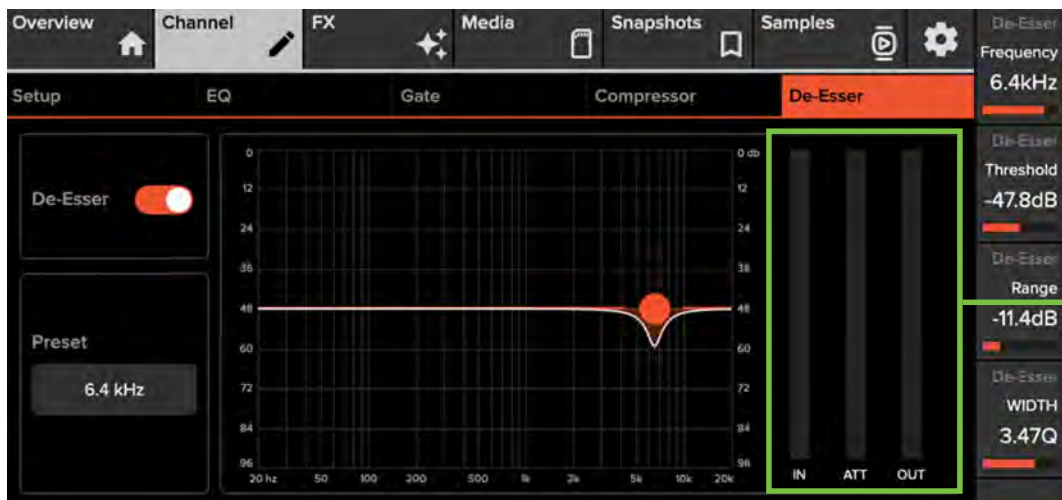 Overview
Channel
FX
Media
Snapshots
Samples
Setup
EQ
Gate
Compressor
De-Esser
De-Esser
Preset
6.4 kHz
0
12
24
36
48
60
72
84
96
0 db
12
24
36
48
60
72
84
96
20 hz 50 100 200 500 1k 2k 5k 10k 20k
IN ATT OUT
De-Esser
Frequency
6.4kHz
De-Esser
Threshold
-47.8dB
De-Esser
Range
-11.4dB
De-Esser
WIDTH
3.47Q